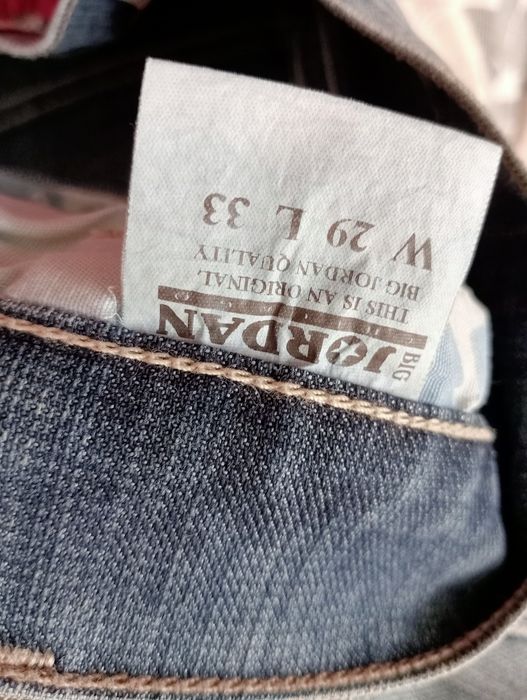 BIG JORDAN
THIS IS AN ORIGINAL,
BIG JORDAN QUALITY
W 29 L 33